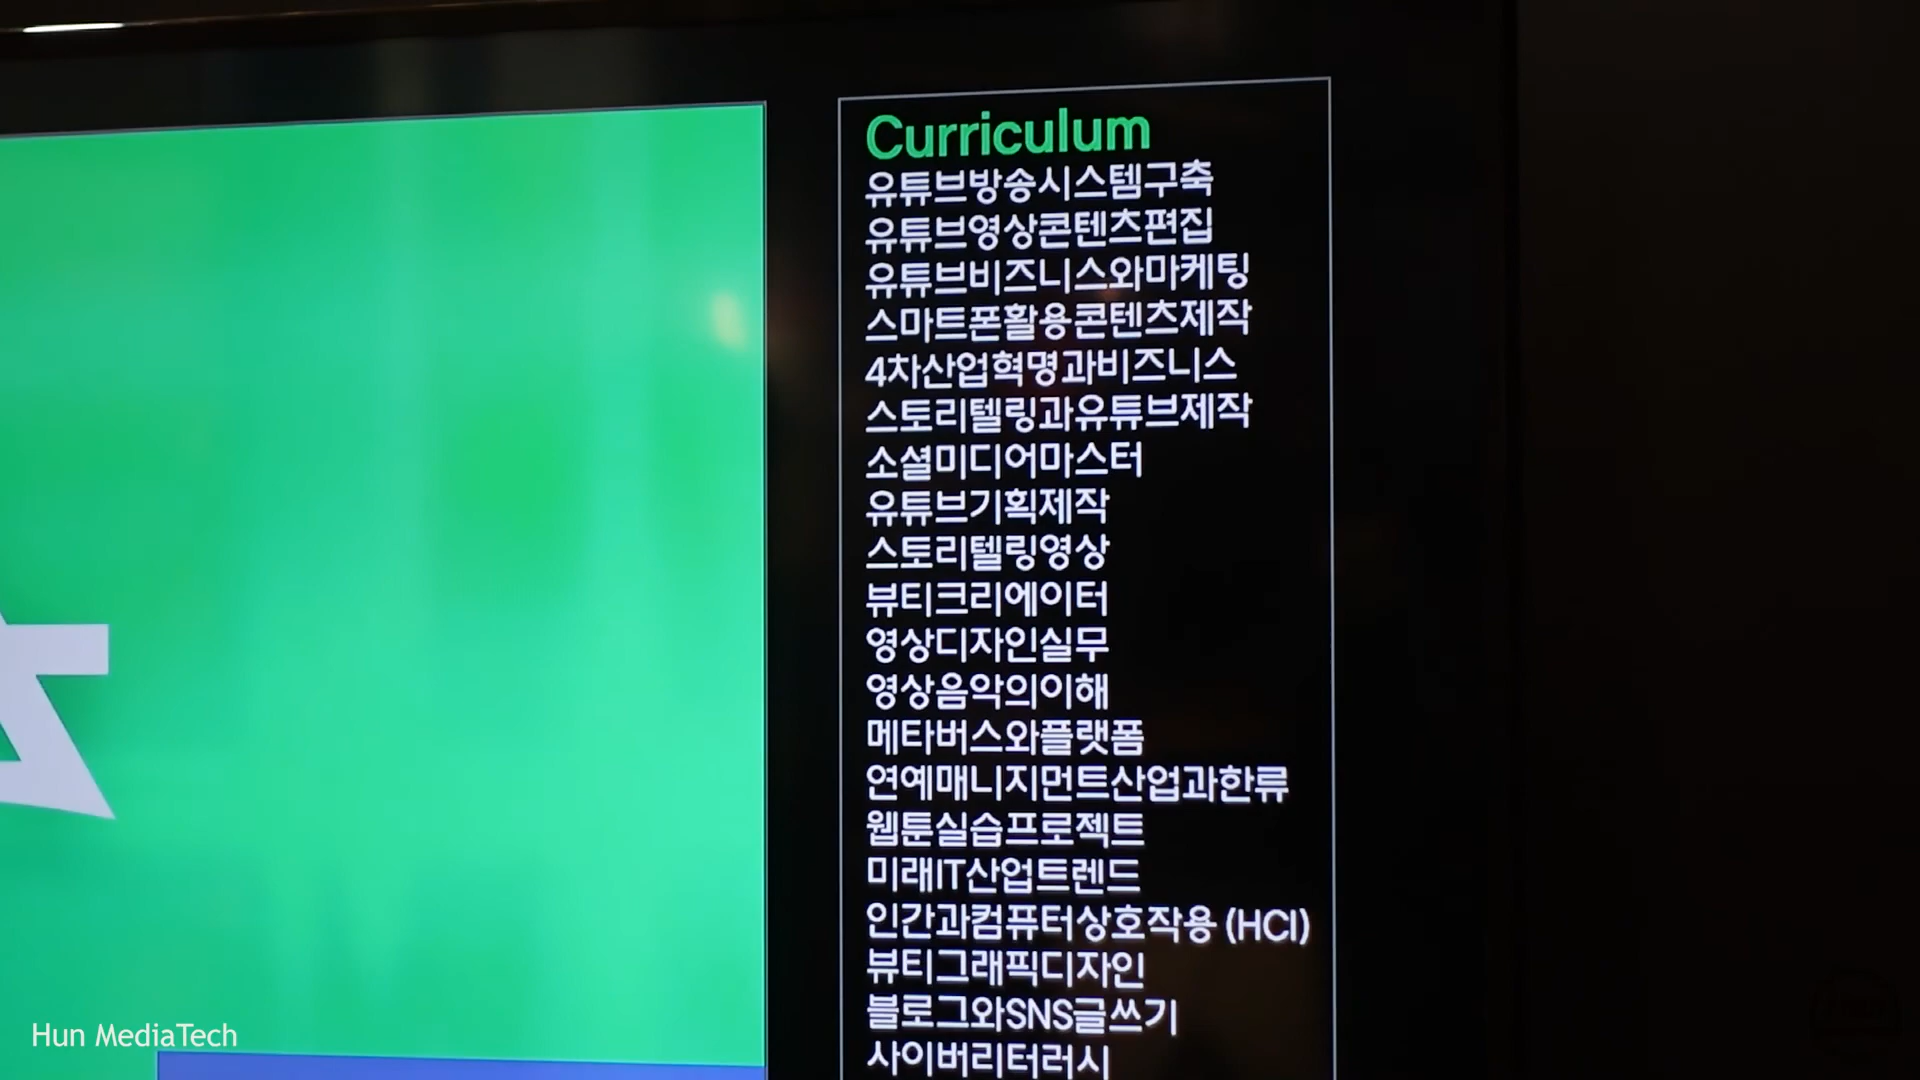 Curriculum
유튜브방송시스템구축
유튜브영상콘텐츠편집
유튜브비즈니스와마케팅
스마트폰활용콘텐츠제작
4차산업혁명과비즈니스
스토리텔링과유튜브제작
소셜미디어마스터
유튜브기획제작
스토리텔링영상
뷰티크리에이터
영상디자인실무
영상음악의이해
메타버스와플랫폼
연예매니지먼트산업과한류
웹툰실습프로젝트
미래IT산업트렌드
인간과컴퓨터상호작용 (HCI)
뷰티그래픽디자인
블로그와SNS글쓰기
사이버리터러시
Hun MediaTech